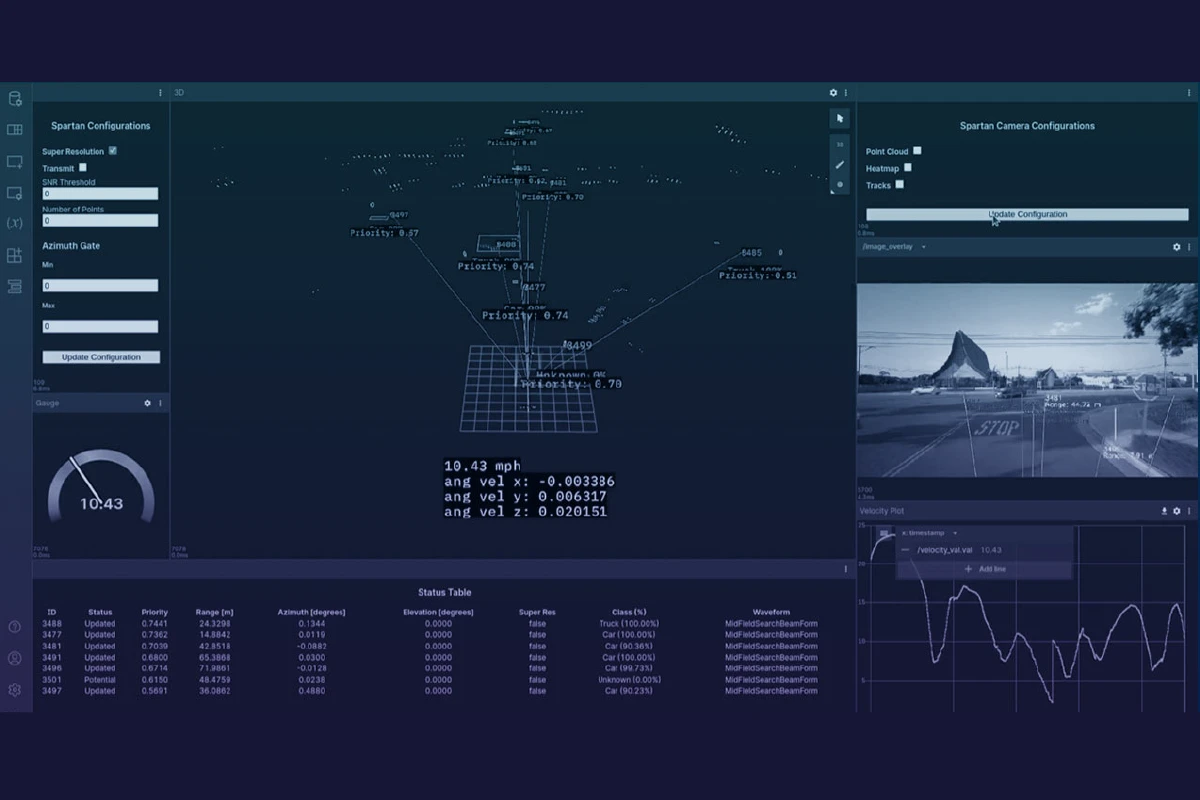 Spartan Configurations
Super Resolution
Transmit
SNR Threshold
0
Number of Points
0
Azimuth Gate
Min
0
Max
0
Update Configuration
Gauge
10.43
3D
Priority: 0.70
3497
Priority: 0.57
3488
Priority: 0.74
3477
Priority: 0.74
3485
Priority: 0.51
3499
Unknown 0%
Priority: 0.70
10.43 mph
ang vel x: -0.003386
ang vel y: 0.006317
ang vel z: 0.020151
Spartan Camera Configurations
Point Cloud
Heatmap
Tracks
Update Configuration
/image_overlay
STOP
3481
Velocity Plot
x: timestamp
/velocity_val.val 10.43
+ Add line
25
20
15
10
5
Status Table
ID Status Priority Range [m] Azimuth [degrees] Elevation [degrees] Super Res Class (%) Waveform
3488 Updated 0.7441 24.3298 0.1344 0.0000 false Truck (100.00%) MidFieldSearchBeamForm
3477 Updated 0.7362 14.8842 0.0119 0.0000 false Car (100.00%) MidFieldSearchBeamForm
3481 Updated 0.7039 42.8518 -0.0882 0.0000 false Car (90.36%) MidFieldSearchBeamForm
3491 Updated 0.6800 65.3868 0.0300 0.0000 false Car (100.00%) MidFieldSearchBeamForm
3496 Updated 0.6714 71.9861 -0.0128 0.0000 false Car (99.73%) MidFieldSearchBeamForm
3501 Potential 0.6150 48.4759 0.0238 0.0000 false Unknown (0.00%) MidFieldSearchBeamForm
3497 Updated 0.5691 36.0862 0.4880 0.0000 false Car (90.23%) MidFieldSearchBeamForm